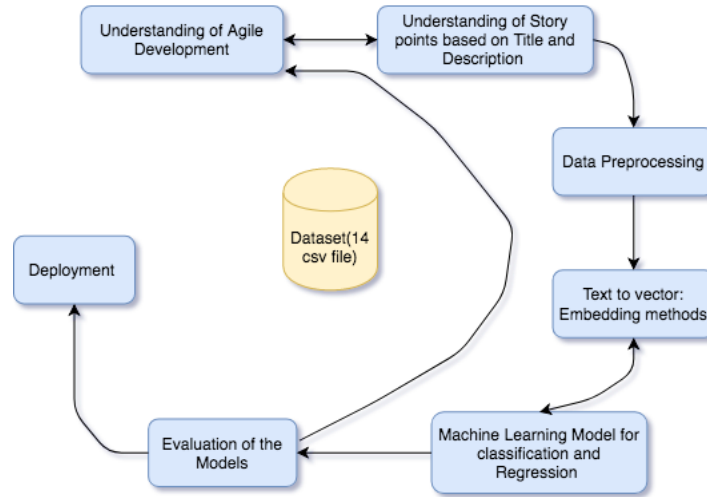 Understanding of Agile
Development
Understanding of Story
points based on Title and
Description
Data Preprocessing
Dataset(14
csv file)
Deployment
Text to vector:
Embedding methods
Evaluation of the
Models
Machine Learning Model for
classification and
Regression